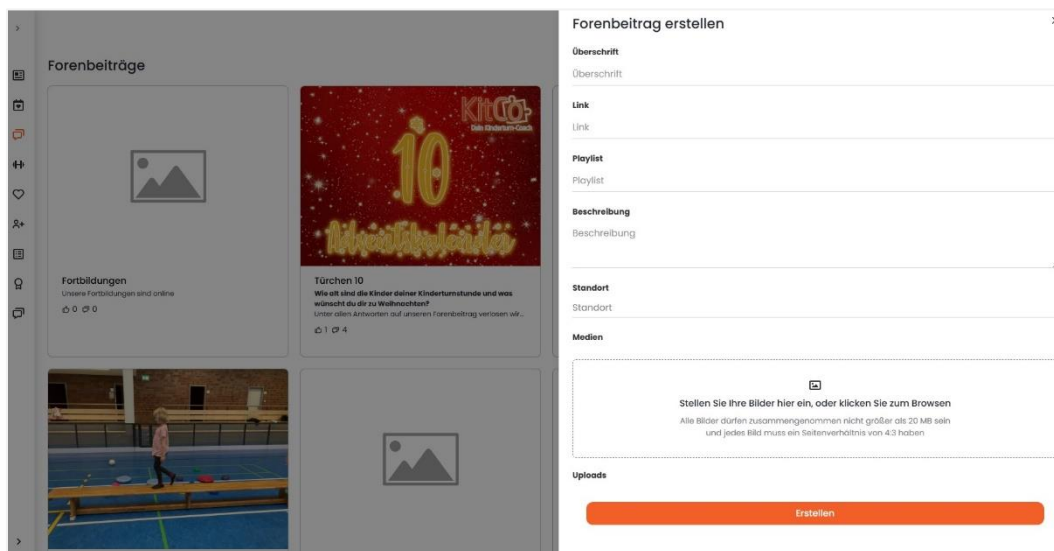 Forenbeiträge
KitCo
Dein Kinderturn-Coach
10
Adventskalender
Fortbildungen
Unsere Fortbildungen sind online
0 0
Türchen 10
Wie alt sind die Kinder deiner Kinderturnstunde und was
wünscht du dir zu Weihnachten?
Unter allen Antworten auf unseren Forenbeitrag verlosen wir...
1 4
Forenbeitrag erstellen
Überschrift
Überschrift
Link
Link
Playlist
Playlist
Beschreibung
Beschreibung
Standort
Standort
Medien
Stellen Sie Ihre Bilder hier ein, oder klicken Sie zum Browsen
Alle Bilder dürfen zusammengenommen nicht größer als 20 MB sein
und jedes Bild muss ein Seitenverhältnis von 4:3 haben
Uploads
Erstellen